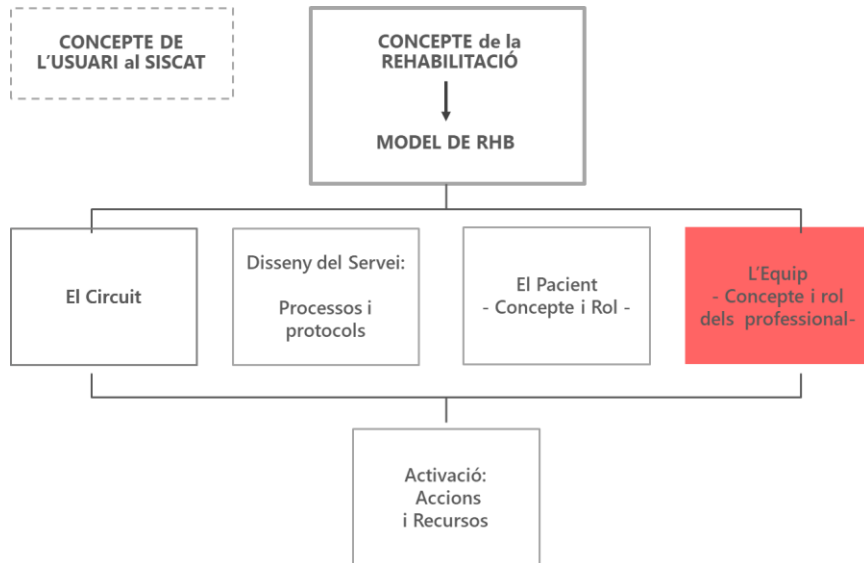 CONCEPTE DE
L'USUARI al SISCAT
CONCEPTE de la
REHABILITACIÓ
MODEL DE RHB
El Circuit
Disseny del Servei:
Processos i
protocols
El Pacient
- Concepte i Rol -
L'Equip
- Concepte i rol
dels professional-
Activació:
Accions
i Recursos